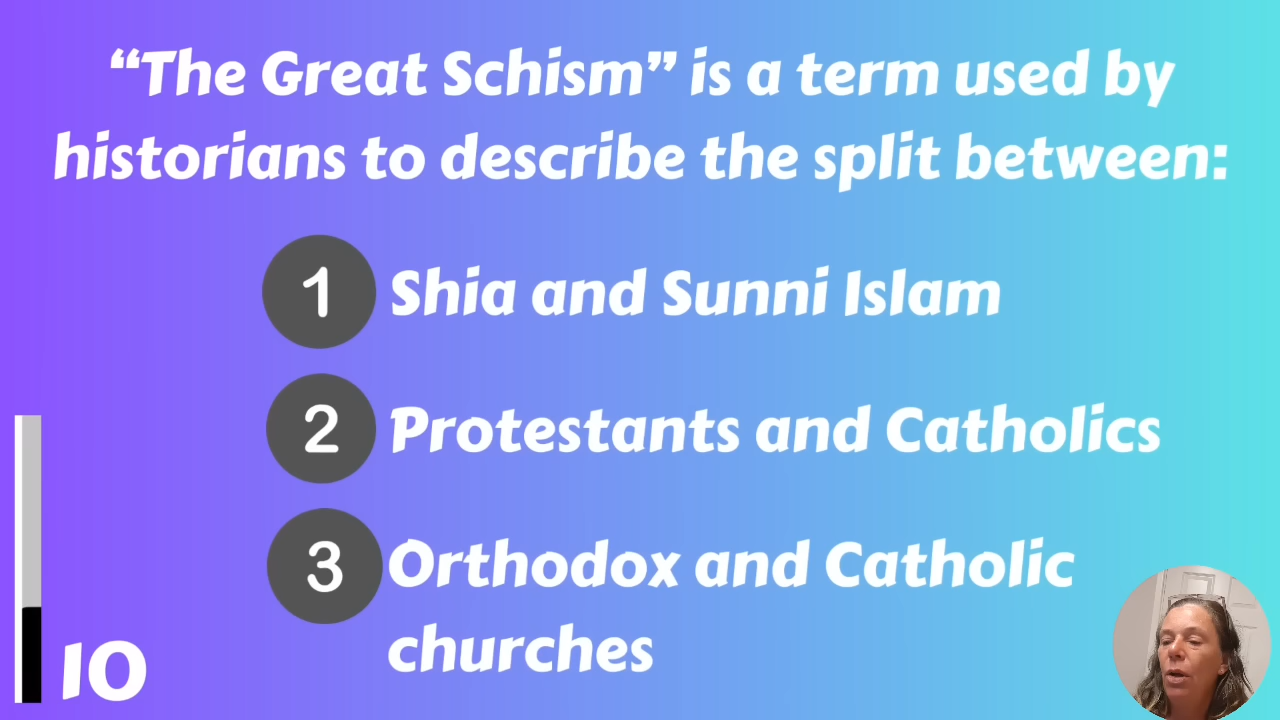 “The Great Schism” is a term used by
historians to describe the split between:
1 Shia and Sunni Islam
2 Protestants and Catholics
3 Orthodox and Catholic
churches
10